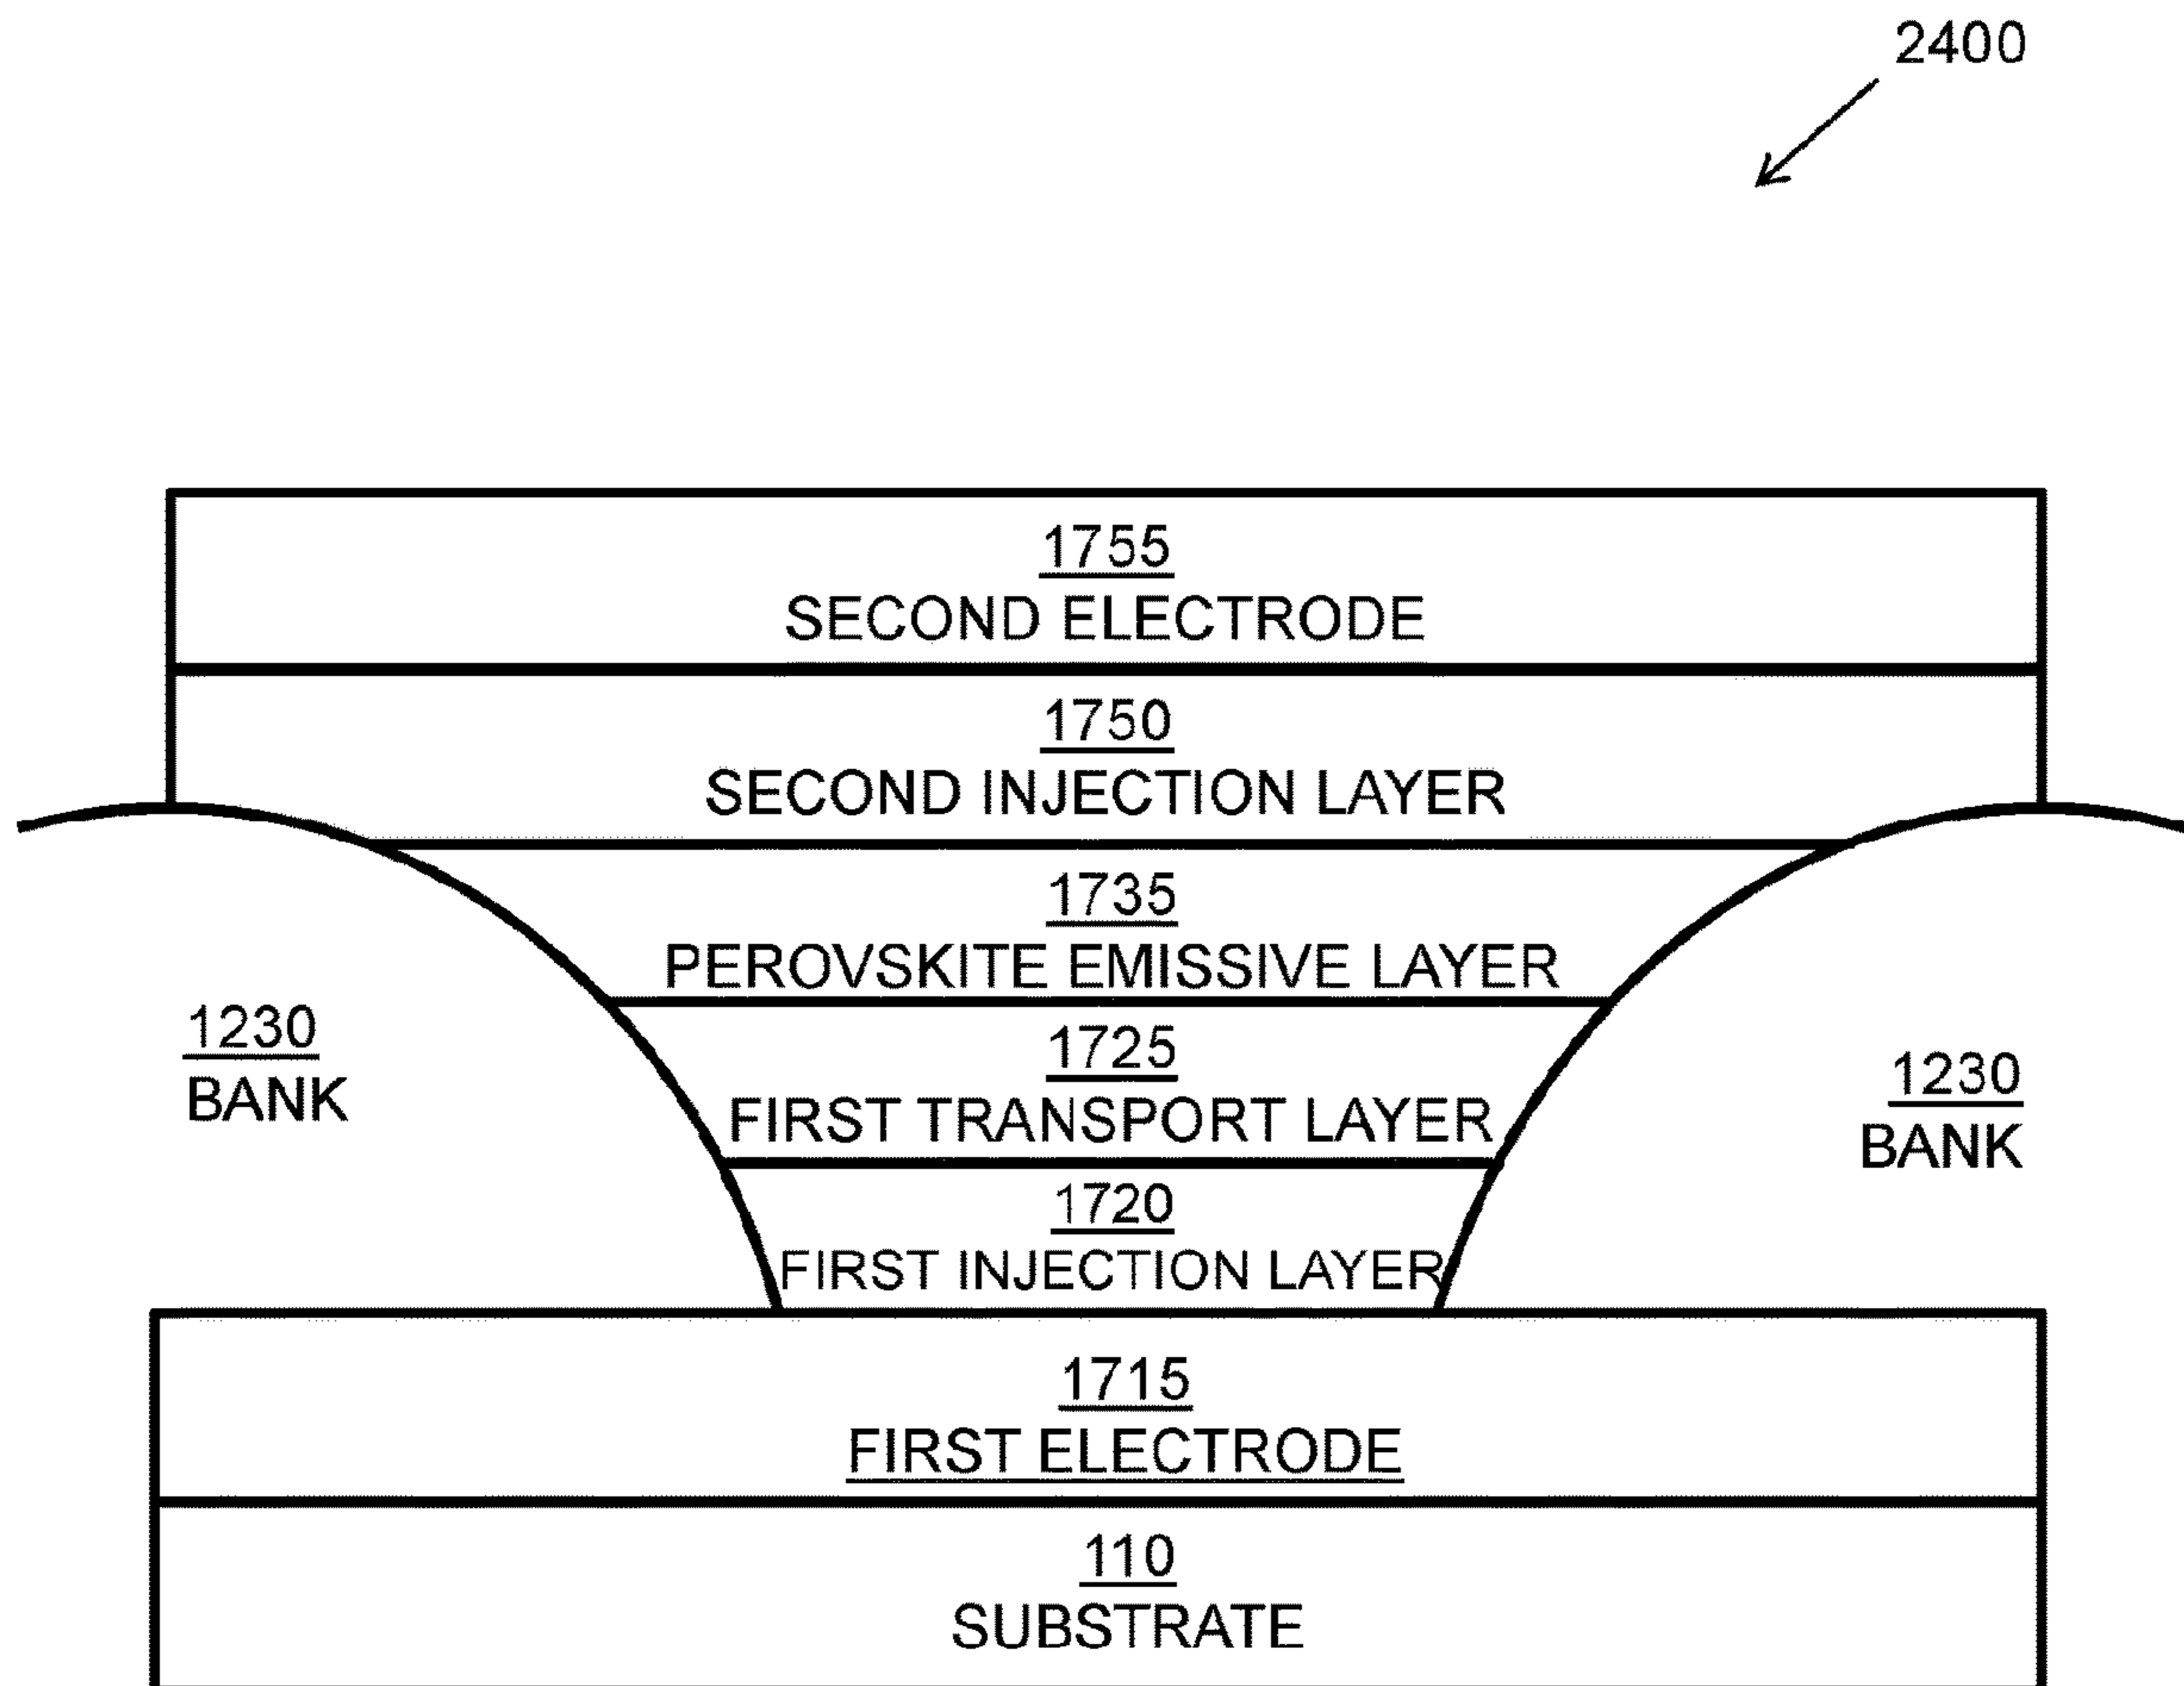 2400
1755
SECOND ELECTRODE
1750
SECOND INJECTION LAYER
1735
PEROVSKITE EMISSIVE LAYER
1230
BANK
1725
FIRST TRANSPORT LAYER
1230
BANK
1720
FIRST INJECTION LAYER
1715
FIRST ELECTRODE
110
SUBSTRATE